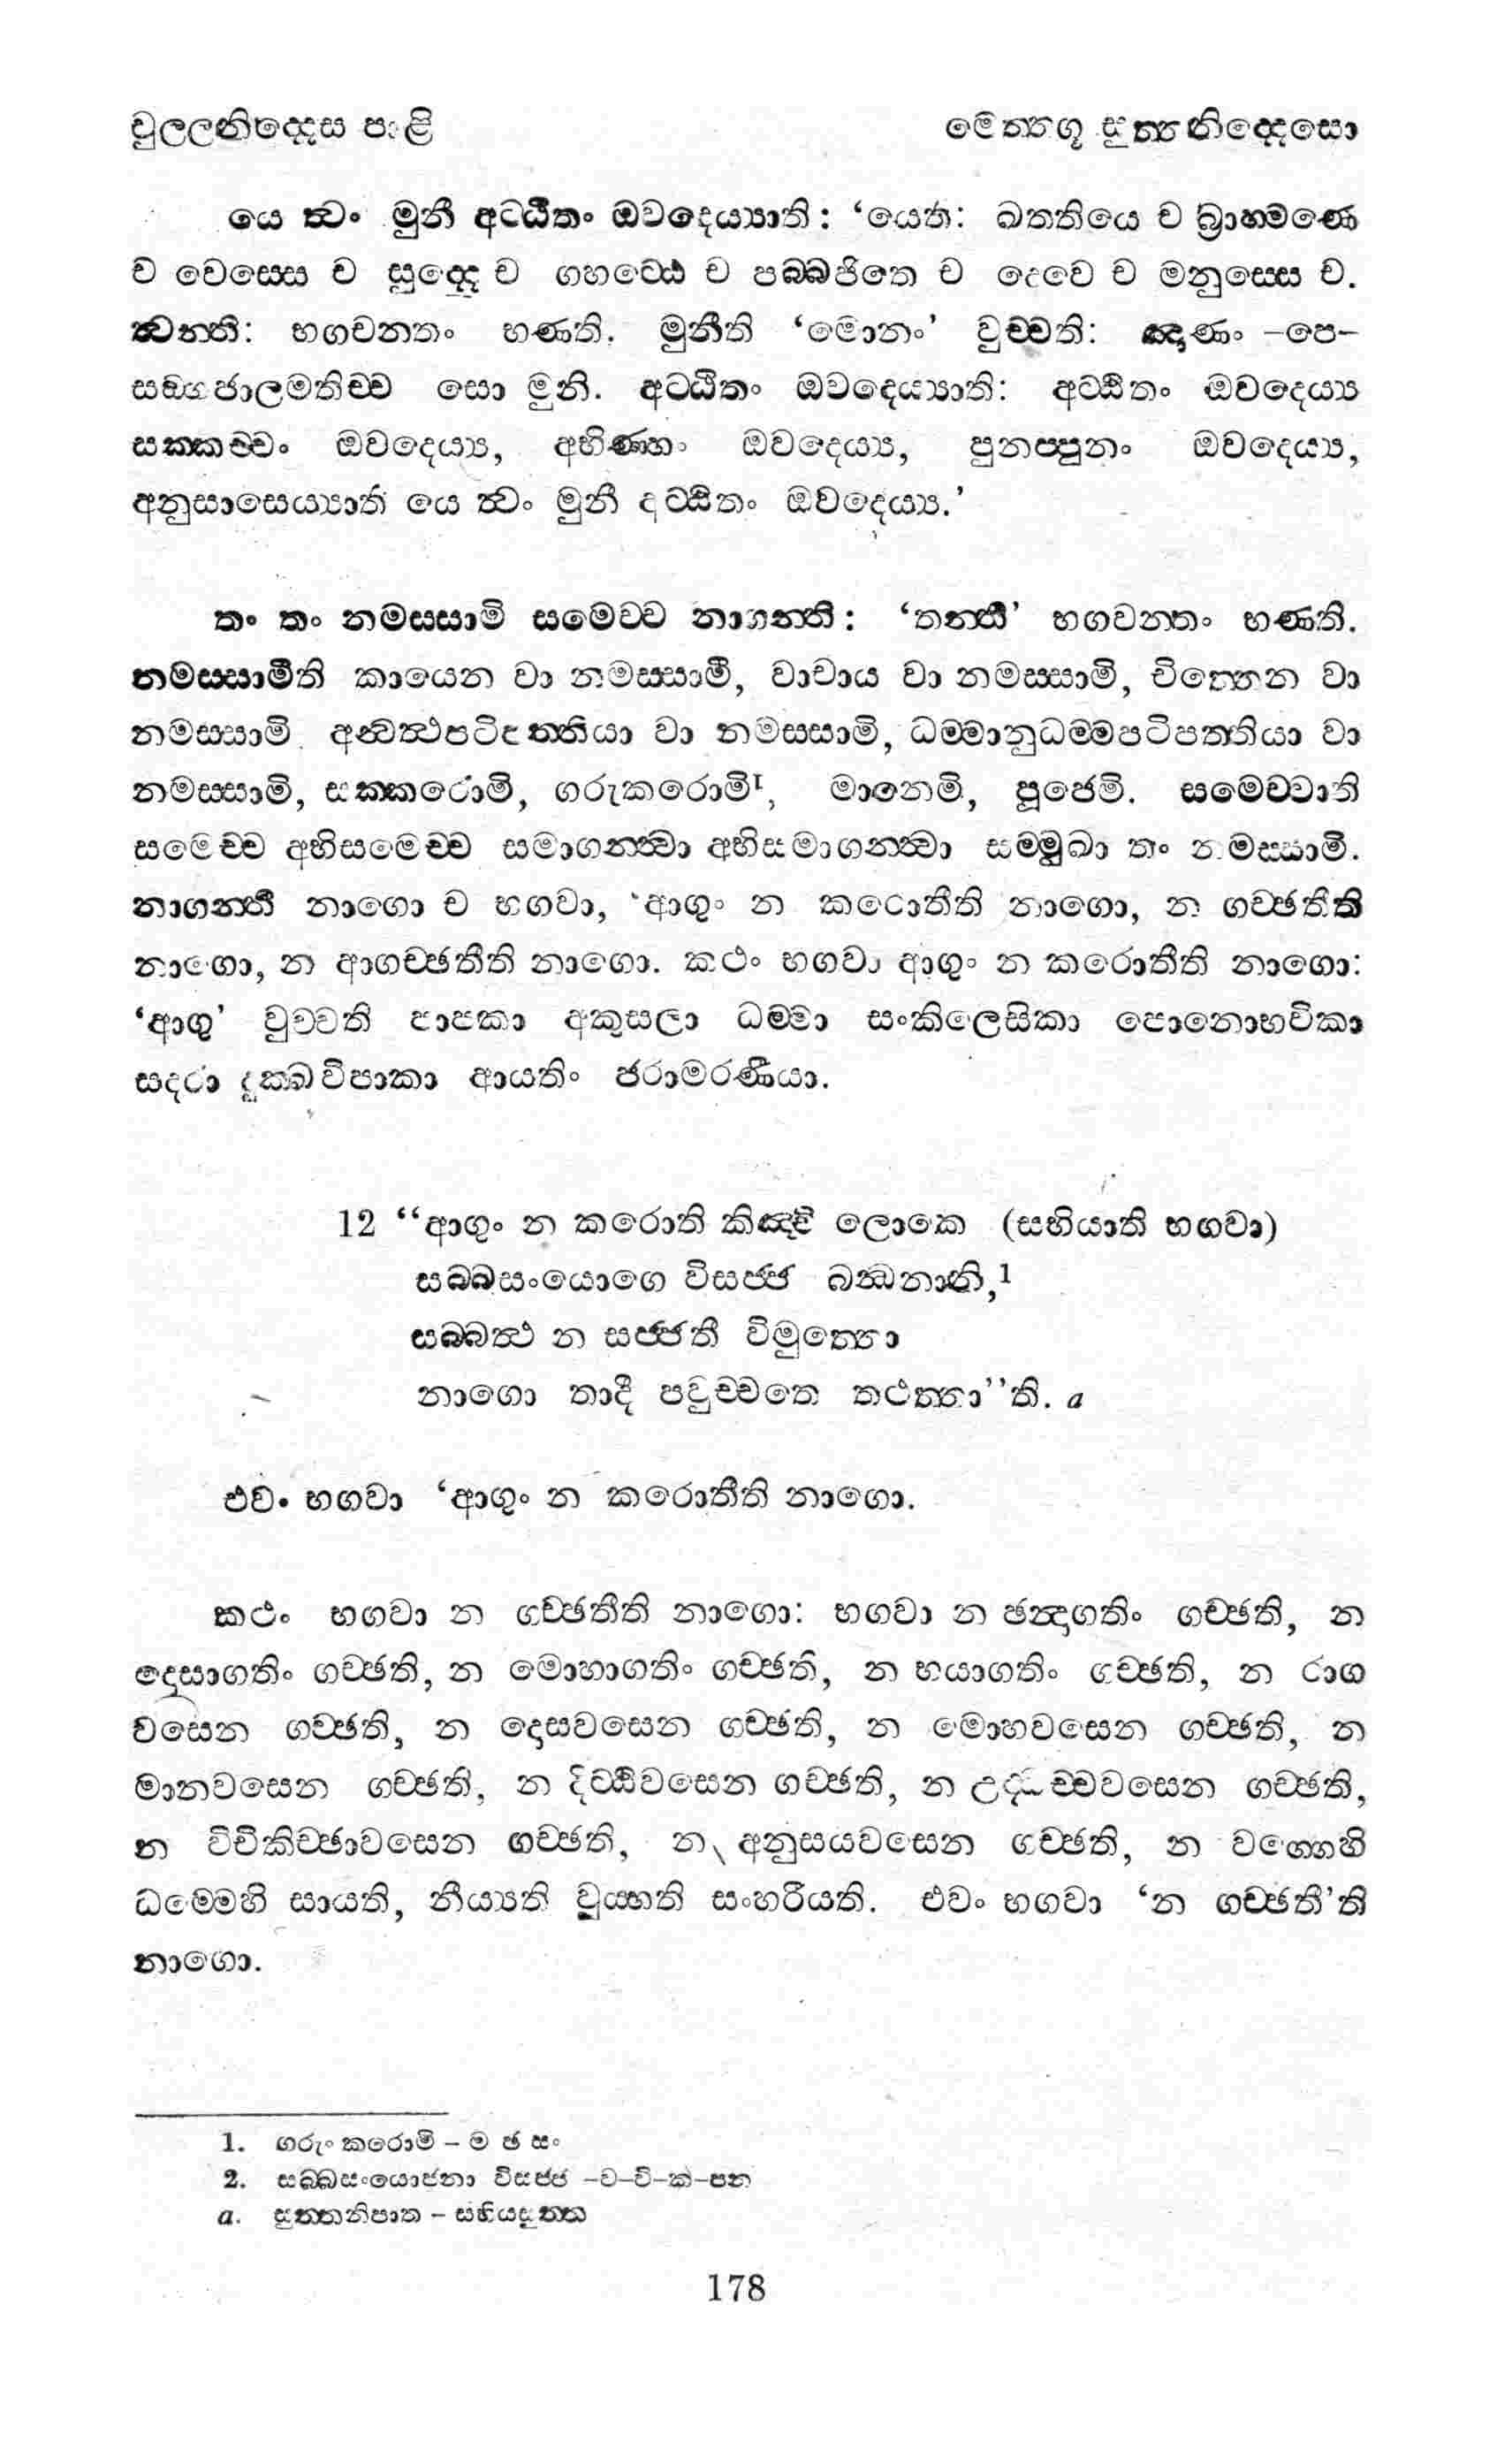 චුල්ලනිද්දෙස පාළි
මෙත්තගූ සුත්තනිද්දෙසො
යෙ ත්වං මුනී අට්ඨිතං ඔවදෙය්‍යාති: ‘යෙති: ඛත්තියෙ ච බ්‍රාහ්මණෙ
ච වෙස්සෙ ච සුද්දෙ ච ගහට්ඨෙ ච පබ්බජිතෙ ච දෙවෙ ච මනුස්සෙ ච.
ත්වන්ති: භගවන්තං භණති. මුනීති ‘මොනං’ වුච්චති: ඤාණං –පෙ–
සඞ්ගජාලමතිච්ච සො මුනි. අට්ඨිතං ඔවදෙය්‍යාති: අට්ඨිතං ඔවදෙය්‍ය
සක්කච්චං ඔවදෙය්‍ය, අභිණ්හං ඔවදෙය්‍ය, පුනප්පුනං ඔවදෙය්‍ය,
අනුසාසෙය්‍යාති යෙ ත්වං මුනී අට්ඨිතං ඔවදෙය්‍ය.’
තං තං නමස්සාමි සමෙච්ච නාගන්ති: ‘තන්ති’ භගවන්තං භණති.
නමස්සාමීති කායෙන වා නමස්සාමි, වාචාය වා නමස්සාමි, චිත්තෙන වා
නමස්සාමි අන්වත්ථපටිපත්තියා වා නමස්සාමි, ධම්මානුධම්මපටිපත්තියා වා
නමස්සාමි, සක්කරොමි, ගරුකරොමි¹, මානෙමි, පූජෙමි. සමෙච්චාති
සමෙච්ච අභිසමෙච්ච සමාගන්ත්වා අභිසමාගන්ත්වා සම්මුඛා තං නමස්සාමි.
නාගන්ති නාගො ච භගවා, ‘ආගුං න කරොතීති නාගො, න ගච්ඡතීති
නාගො, න ආගච්ඡතීති නාගො. කථං භගවා ආගුං න කරොතීති නාගො:
‘ආගු’ වුච්චති පාපකා අකුසලා ධම්මා සංකිලෙසිකා පොනොභවිකා
සදරා දුක්ඛවිපාකා ආයතිං ජරාමරණීයා.
12 “ආගුං න කරොති කිඤ්චි ලොකෙ (සභියාති භගවා)
සබ්බසංයොගෙ විසජ්ජ බන්ධනානි,¹
සබ්බත්ථ න සජ්ජතී විමුත්තො
නාගො තාදී පවුච්චතෙ තථත්තා”ති. a
එවං භගවා ‘ආගුං න කරොතීති නාගො.
කථං භගවා න ගච්ඡතීති නාගො: භගවා න ඡන්දාගතිං ගච්ඡති, න
දොසාගතිං ගච්ඡති, න මොහාගතිං ගච්ඡති, න භයාගතිං ගච්ඡති, න රාග
වසෙන ගච්ඡති, න දොසවසෙන ගච්ඡති, න මොහවසෙන ගච්ඡති, න
මානවසෙන ගච්ඡති, න දිට්ඨිවසෙන ගච්ඡති, න උද්ධච්චවසෙන ගච්ඡති,
න විචිකිච්ඡාවසෙන ගච්ඡති, න අනුසයවසෙන ගච්ඡති, න වග්ගෙහි
ධම්මෙහි සායති, නීය්‍යති වුය්හති සංහරීයති. එවං භගවා ‘න ගච්ඡතී’ති
නාගො.
1. ගරුං කරොමි – ම ඡ සං
2. සබ්බසංයොජනා විසජ්ජ –ව–වි–ක–පන
a. සුත්තනිපාත – සභියසුත්ත
178